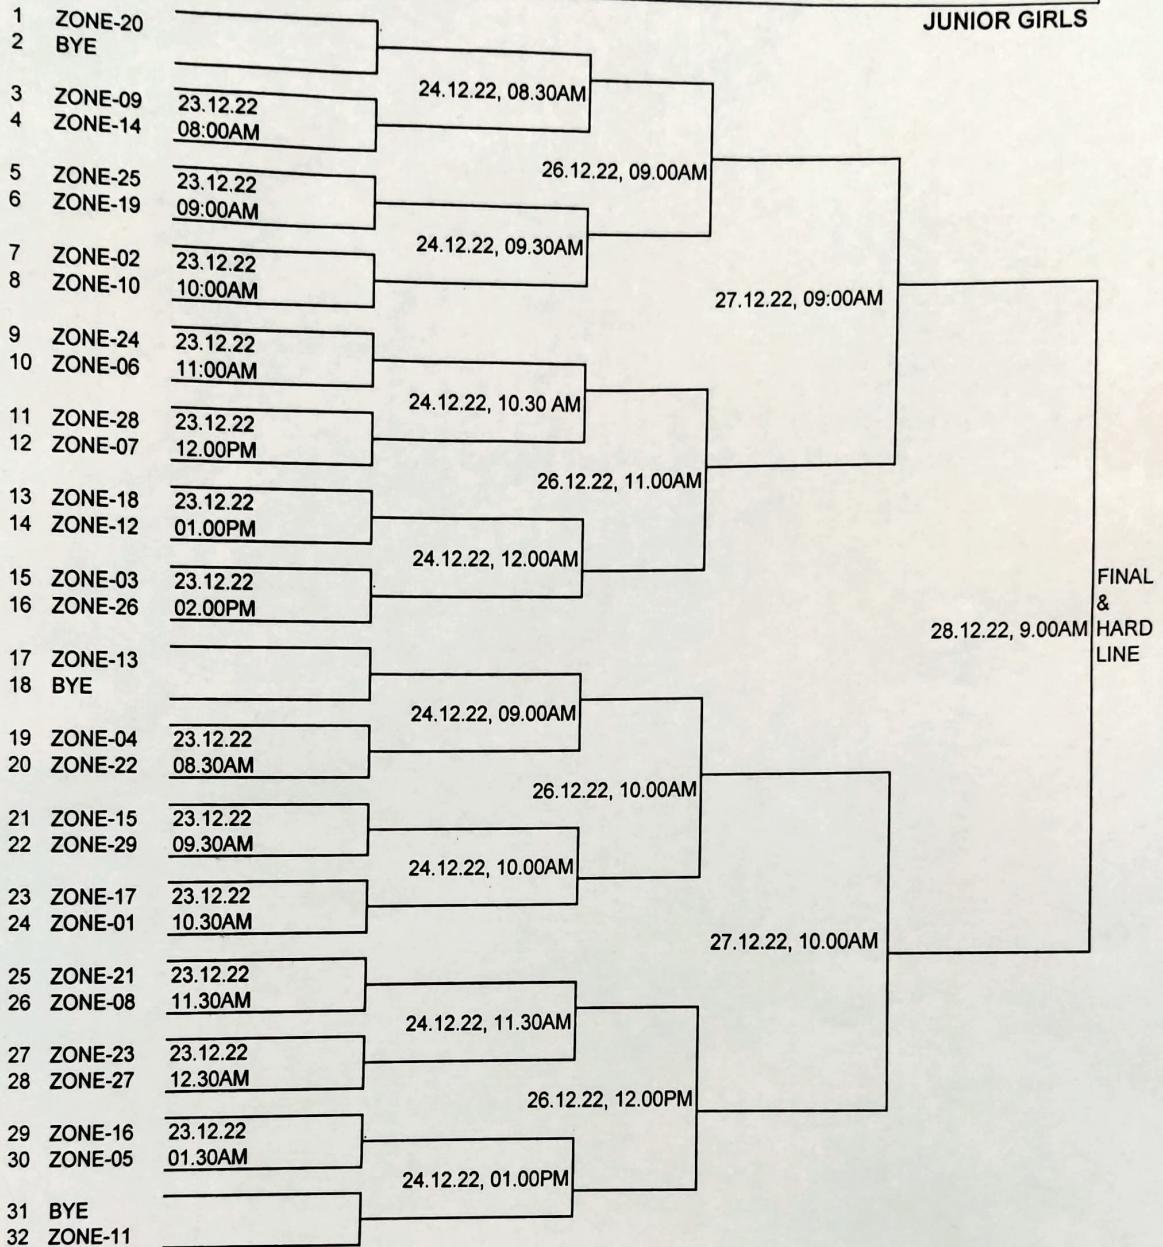 JUNIOR GIRLS
1 ZONE-20
2 BYE
24.12.22, 08.30AM
3 ZONE-09 23.12.22
4 ZONE-14 08:00AM
26.12.22, 09.00AM
5 ZONE-25 23.12.22
6 ZONE-19 09:00AM
24.12.22, 09.30AM
7 ZONE-02 23.12.22
8 ZONE-10 10:00AM
27.12.22, 09:00AM
9 ZONE-24 23.12.22
10 ZONE-06 11:00AM
24.12.22, 10.30 AM
11 ZONE-28 23.12.22
12 ZONE-07 12.00PM
26.12.22, 11.00AM
13 ZONE-18 23.12.22
14 ZONE-12 01.00PM
24.12.22, 12.00AM
15 ZONE-03 23.12.22
16 ZONE-26 02.00PM
FINAL
&
28.12.22, 9.00AM HARD
LINE
17 ZONE-13
18 BYE
24.12.22, 09.00AM
19 ZONE-04 23.12.22
20 ZONE-22 08.30AM
26.12.22, 10.00AM
21 ZONE-15 23.12.22
22 ZONE-29 09.30AM
24.12.22, 10.00AM
23 ZONE-17 23.12.22
24 ZONE-01 10.30AM
27.12.22, 10.00AM
25 ZONE-21 23.12.22
26 ZONE-08 11.30AM
24.12.22, 11.30AM
27 ZONE-23 23.12.22
28 ZONE-27 12.30AM
26.12.22, 12.00PM
29 ZONE-16 23.12.22
30 ZONE-05 01.30AM
24.12.22, 01.00PM
31 BYE
32 ZONE-11